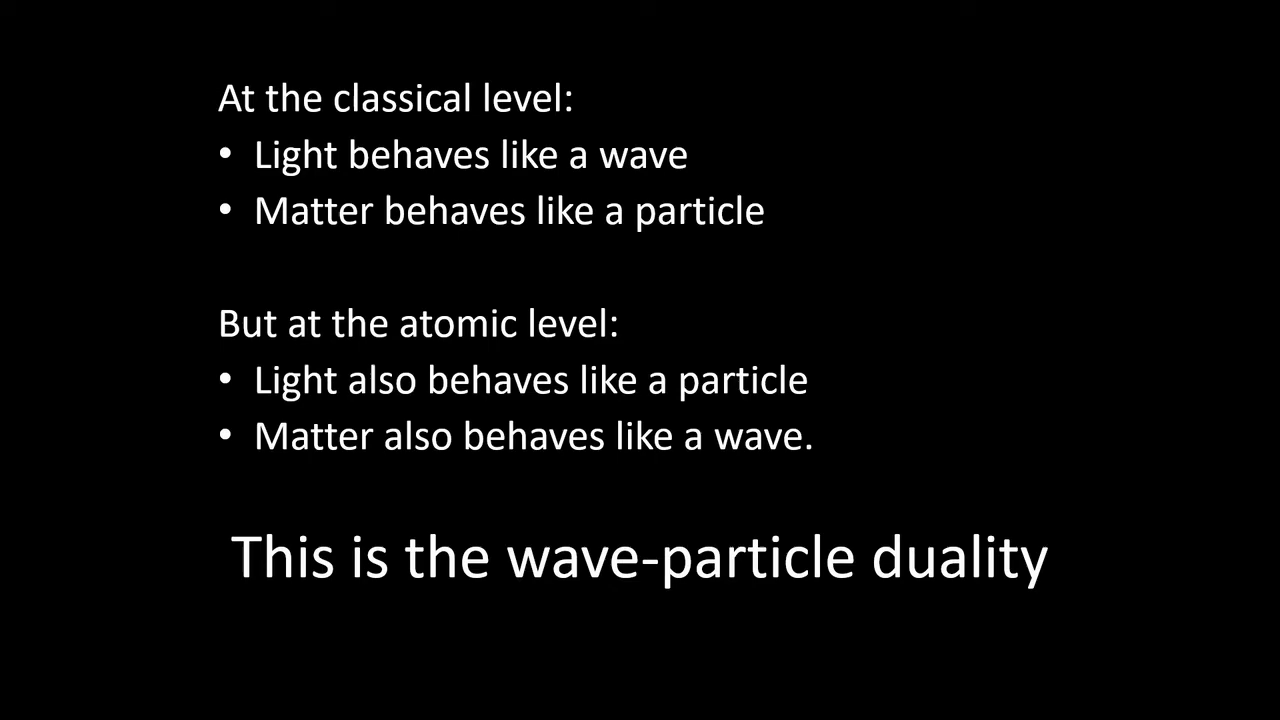 At the classical level:
• Light behaves like a wave
• Matter behaves like a particle
But at the atomic level:
• Light also behaves like a particle
• Matter also behaves like a wave.
This is the wave-particle duality